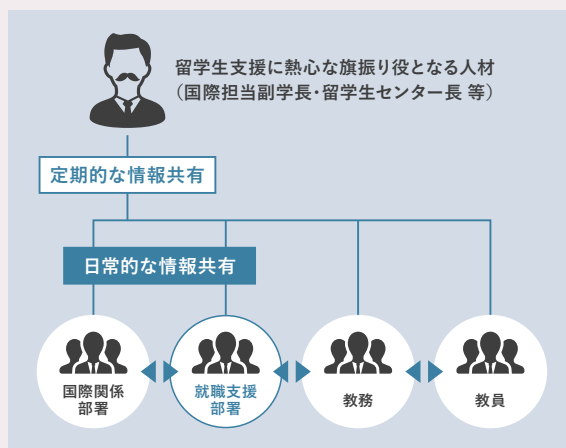 留学生支援に熱心な旗振り役となる人材
（国際担当副学長・留学生センター長 等）
定期的な情報共有
日常的な情報共有
国際関係
部署
就職支援
部署
教務
教員